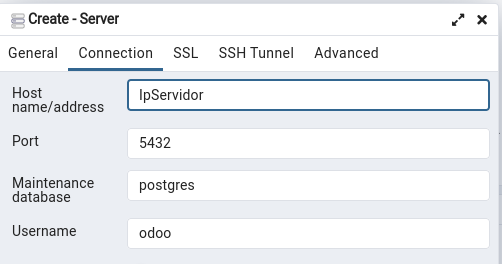 Create - Server
General Connection SSL SSH Tunnel Advanced
Host
name/address
IpServidor
Port
5432
Maintenance
database
postgres
Username
odoo